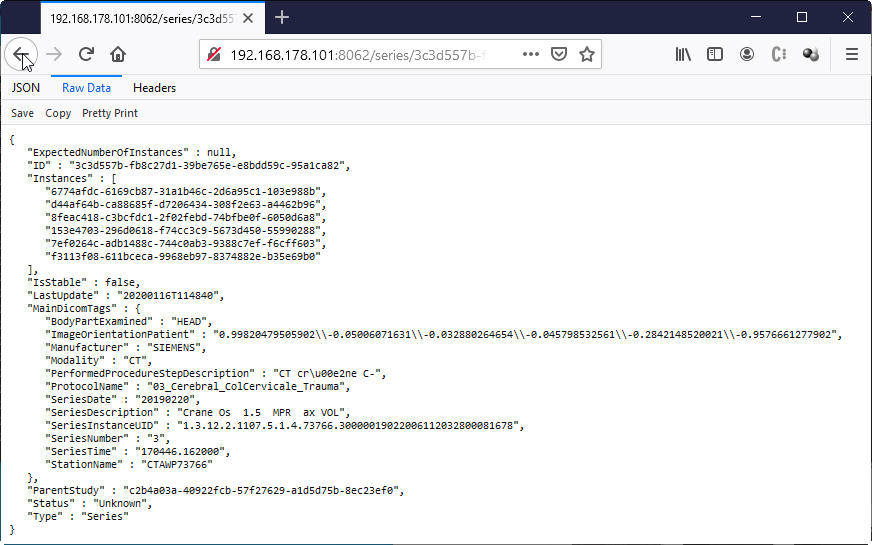 192.168.178.101:8062/series/3c3d55
192.168.178.101:8062/series/3c3d557b-f
JSON Raw Data Headers
Save Copy Pretty Print
{
"ExpectedNumberOfInstances" : null,
"ID" : "3c3d557b-fb8c27d1-39be765e-e8bdd59c-95a1ca82",
"Instances" : [
"6774afdc-6169cb87-31a1b46c-2d6a95c1-103e988b",
"d44af64b-ca88685f-d7206434-308f2e63-a4462b96",
"8feac418-c3bcfdc1-2f02febd-74bfbe0f-6050d6a8",
"153e4703-296d0618-f74cc3c9-5673d450-55990288",
"7ef0264c-adb1488c-744c0ab3-9388c7ef-f6cff603",
"f3113f08-611bceca-9968eb97-8374882e-b35e69b0"
],
"IsStable" : false,
"LastUpdate" : "20200116T114840",
"MainDicomTags" : {
"BodyPartExamined" : "HEAD",
"ImageOrientationPatient" : "0.99820479505902\\-0.05006071631\\-0.032880264654\\-0.045798532561\\-0.2842148520021\\-0.9576661277902",
"Manufacturer" : "SIEMENS",
"Modality" : "CT",
"PerformedProcedureStepDescription" : "CT cr\u00e2ne C-",
"ProtocolName" : "03_Cerebral_ColCervicale_Trauma",
"SeriesDate" : "20190220",
"SeriesDescription" : "Crane Os  1.5  MPR  ax VOL",
"SeriesInstanceUID" : "1.3.12.2.1107.5.1.4.73766.30000019022006112032800081678",
"SeriesNumber" : "3",
"SeriesTime" : "170446.162000",
"StationName" : "CTAWP73766"
},
"ParentStudy" : "c2b4a03a-40922fcb-57f27629-a1d5d75b-8ec23ef0",
"Status" : "Unknown",
"Type" : "Series"
}